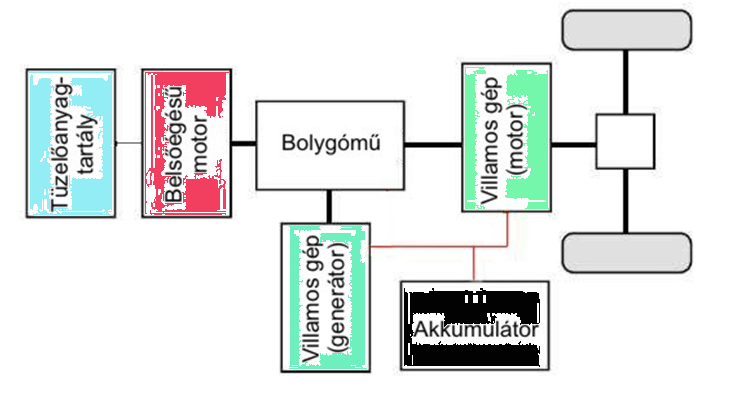 Tüzelőanyag-
tartály
Belsőégésű
motor
Bolygómű
Villamos gép
(motor)
Villamos gép
(generátor)
Akkumulátor